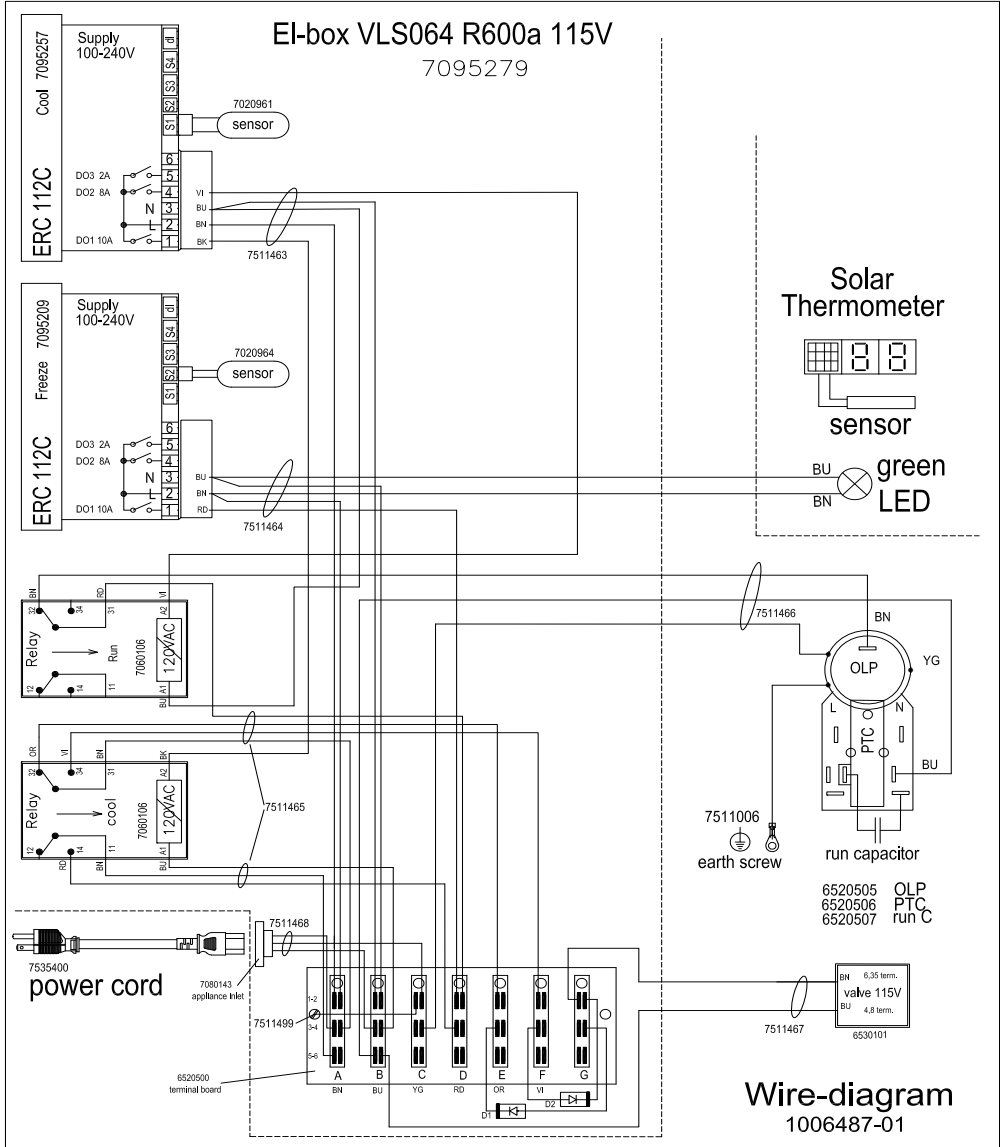 El-box VLS064 R600a 115V
7095279
ERC 112C
Cool 7095257
Supply
100-240V
dI
S4
S3
S2
S1
7020961
sensor
6
DO3 2A
5
DO2 8A
4
N
3
L
2
DO1 10A
1
VI
BU
BN
BK
7511463
ERC 112C
Freeze 7095209
Supply
100-240V
dI
S4
S3
S2
S1
7020964
sensor
6
DO3 2A
5
DO2 8A
4
N
3
L
2
DO1 10A
1
BU
BN
RD
7511464
Solar
Thermometer
sensor
BU
BN
green
LED
BN
RD
VI
32
34
31
A2
Relay
Run
7060106
120VAC
12
14
11
A1
BU
7511466
BN
OLP
YG
L
N
PTC
BU
OR
VI
BN
BK
32
34
31
A2
Relay
cool
7060106
120VAC
12
14
11
A1
RD
BN
BU
7511465
7511006
earth screw
run capacitor
6520505 OLP
6520506 PTC
6520507 run C
7535400
power cord
7511468
7080143
appliance Inlet
7511499
1-2
3-4
5-6
A
B
C
D
E
F
G
BN
BU
YG
RD
OR
VI
6520500
terminal board
D1
D2
BN 6,35 term.
valve 115V
BU 4,8 term.
6530101
7511467
Wire-diagram
1006487-01